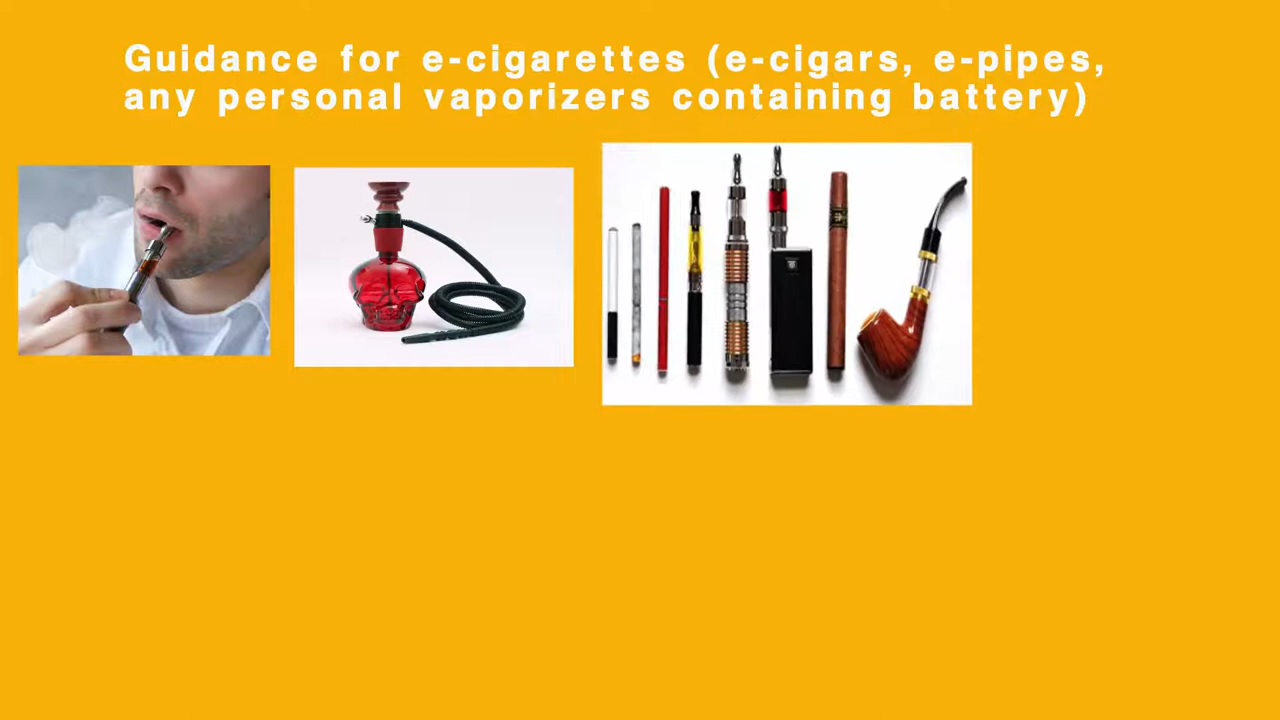 Guidance for e-cigarettes (e-cigars, e-pipes,
any personal vaporizers containing battery)